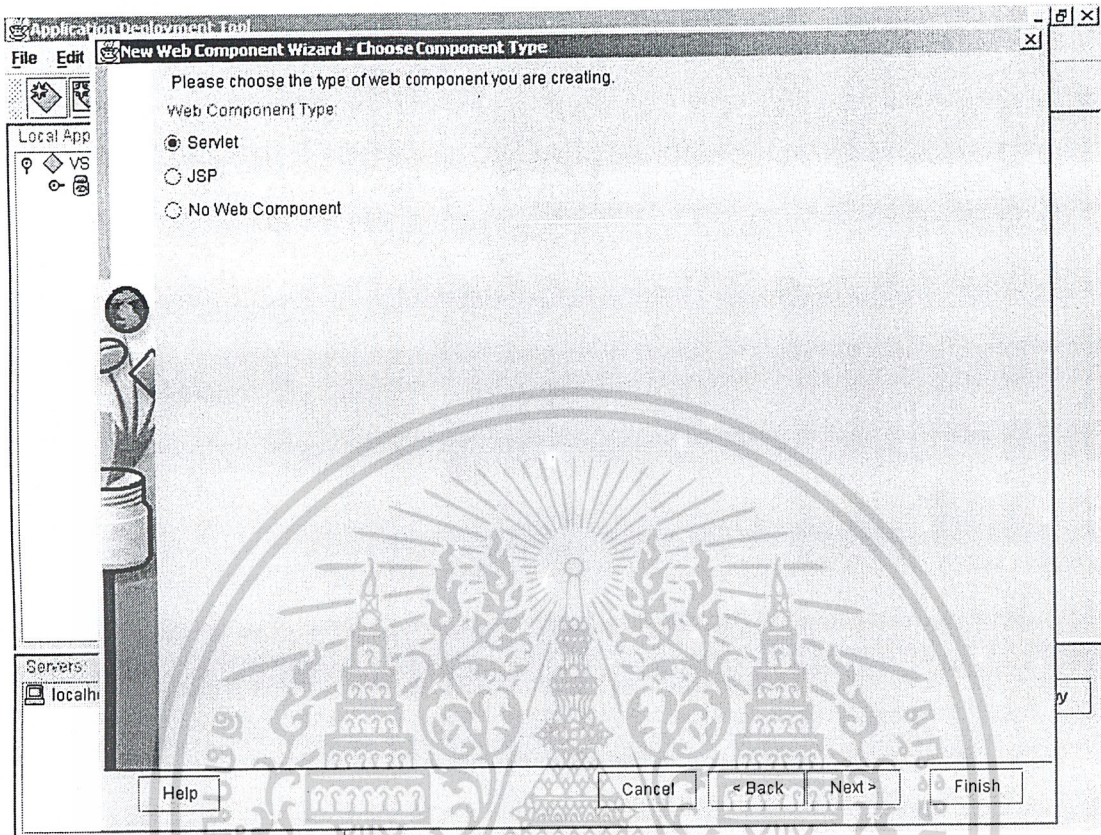 Application Deployment Tool
File Edit
New Web Component Wizard - Choose Component Type
Please choose the type of web component you are creating.
Web Component Type:
Local App
VS
Servlet
JSP
No Web Component
Servers:
localh
y
Help
Cancel
< Back
Next >
Finish